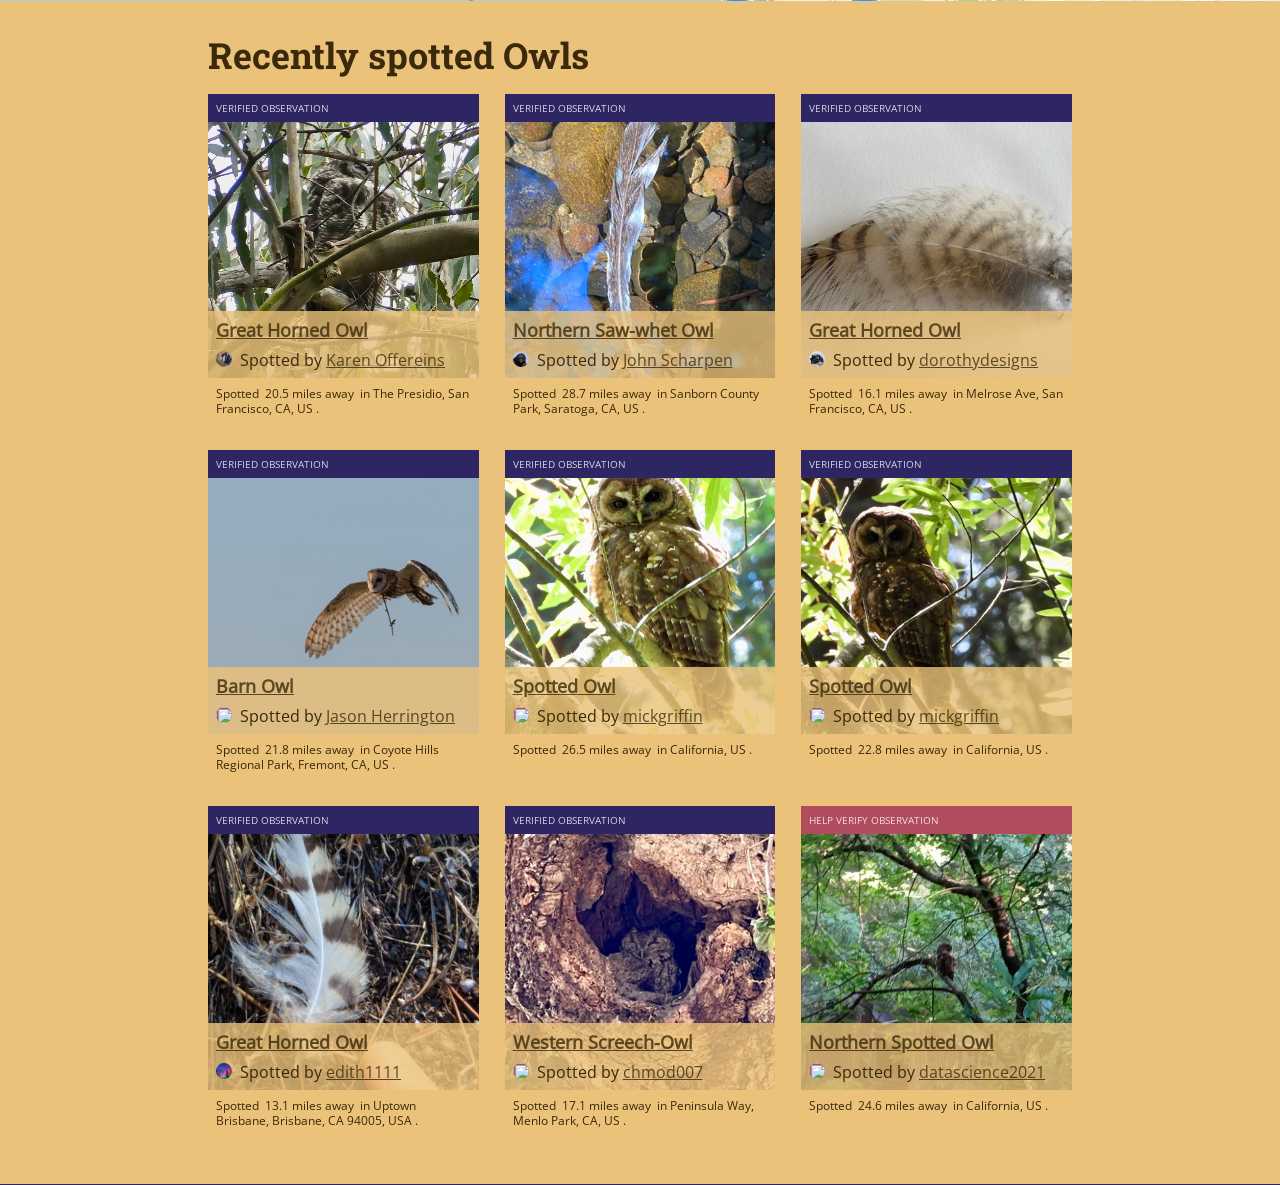 Recently spotted Owls
VERIFIED OBSERVATION
Great Horned Owl
Spotted by Karen Offereins
Spotted 20.5 miles away in The Presidio, San
Francisco, CA, US .
VERIFIED OBSERVATION
Northern Saw-whet Owl
Spotted by John Scharpen
Spotted 28.7 miles away in Sanborn County
Park, Saratoga, CA, US .
VERIFIED OBSERVATION
Great Horned Owl
Spotted by dorothydesigns
Spotted 16.1 miles away in Melrose Ave, San
Francisco, CA, US .
VERIFIED OBSERVATION
Barn Owl
Spotted by Jason Herrington
Spotted 21.8 miles away in Coyote Hills
Regional Park, Fremont, CA, US .
VERIFIED OBSERVATION
Spotted Owl
Spotted by mickgriffin
Spotted 26.5 miles away in California, US .
VERIFIED OBSERVATION
Spotted Owl
Spotted by mickgriffin
Spotted 22.8 miles away in California, US .
VERIFIED OBSERVATION
Great Horned Owl
Spotted by edith1111
Spotted 13.1 miles away in Uptown
Brisbane, Brisbane, CA 94005, USA .
VERIFIED OBSERVATION
Western Screech-Owl
Spotted by chmod007
Spotted 17.1 miles away in Peninsula Way,
Menlo Park, CA, US .
HELP VERIFY OBSERVATION
Northern Spotted Owl
Spotted by datascience2021
Spotted 24.6 miles away in California, US .